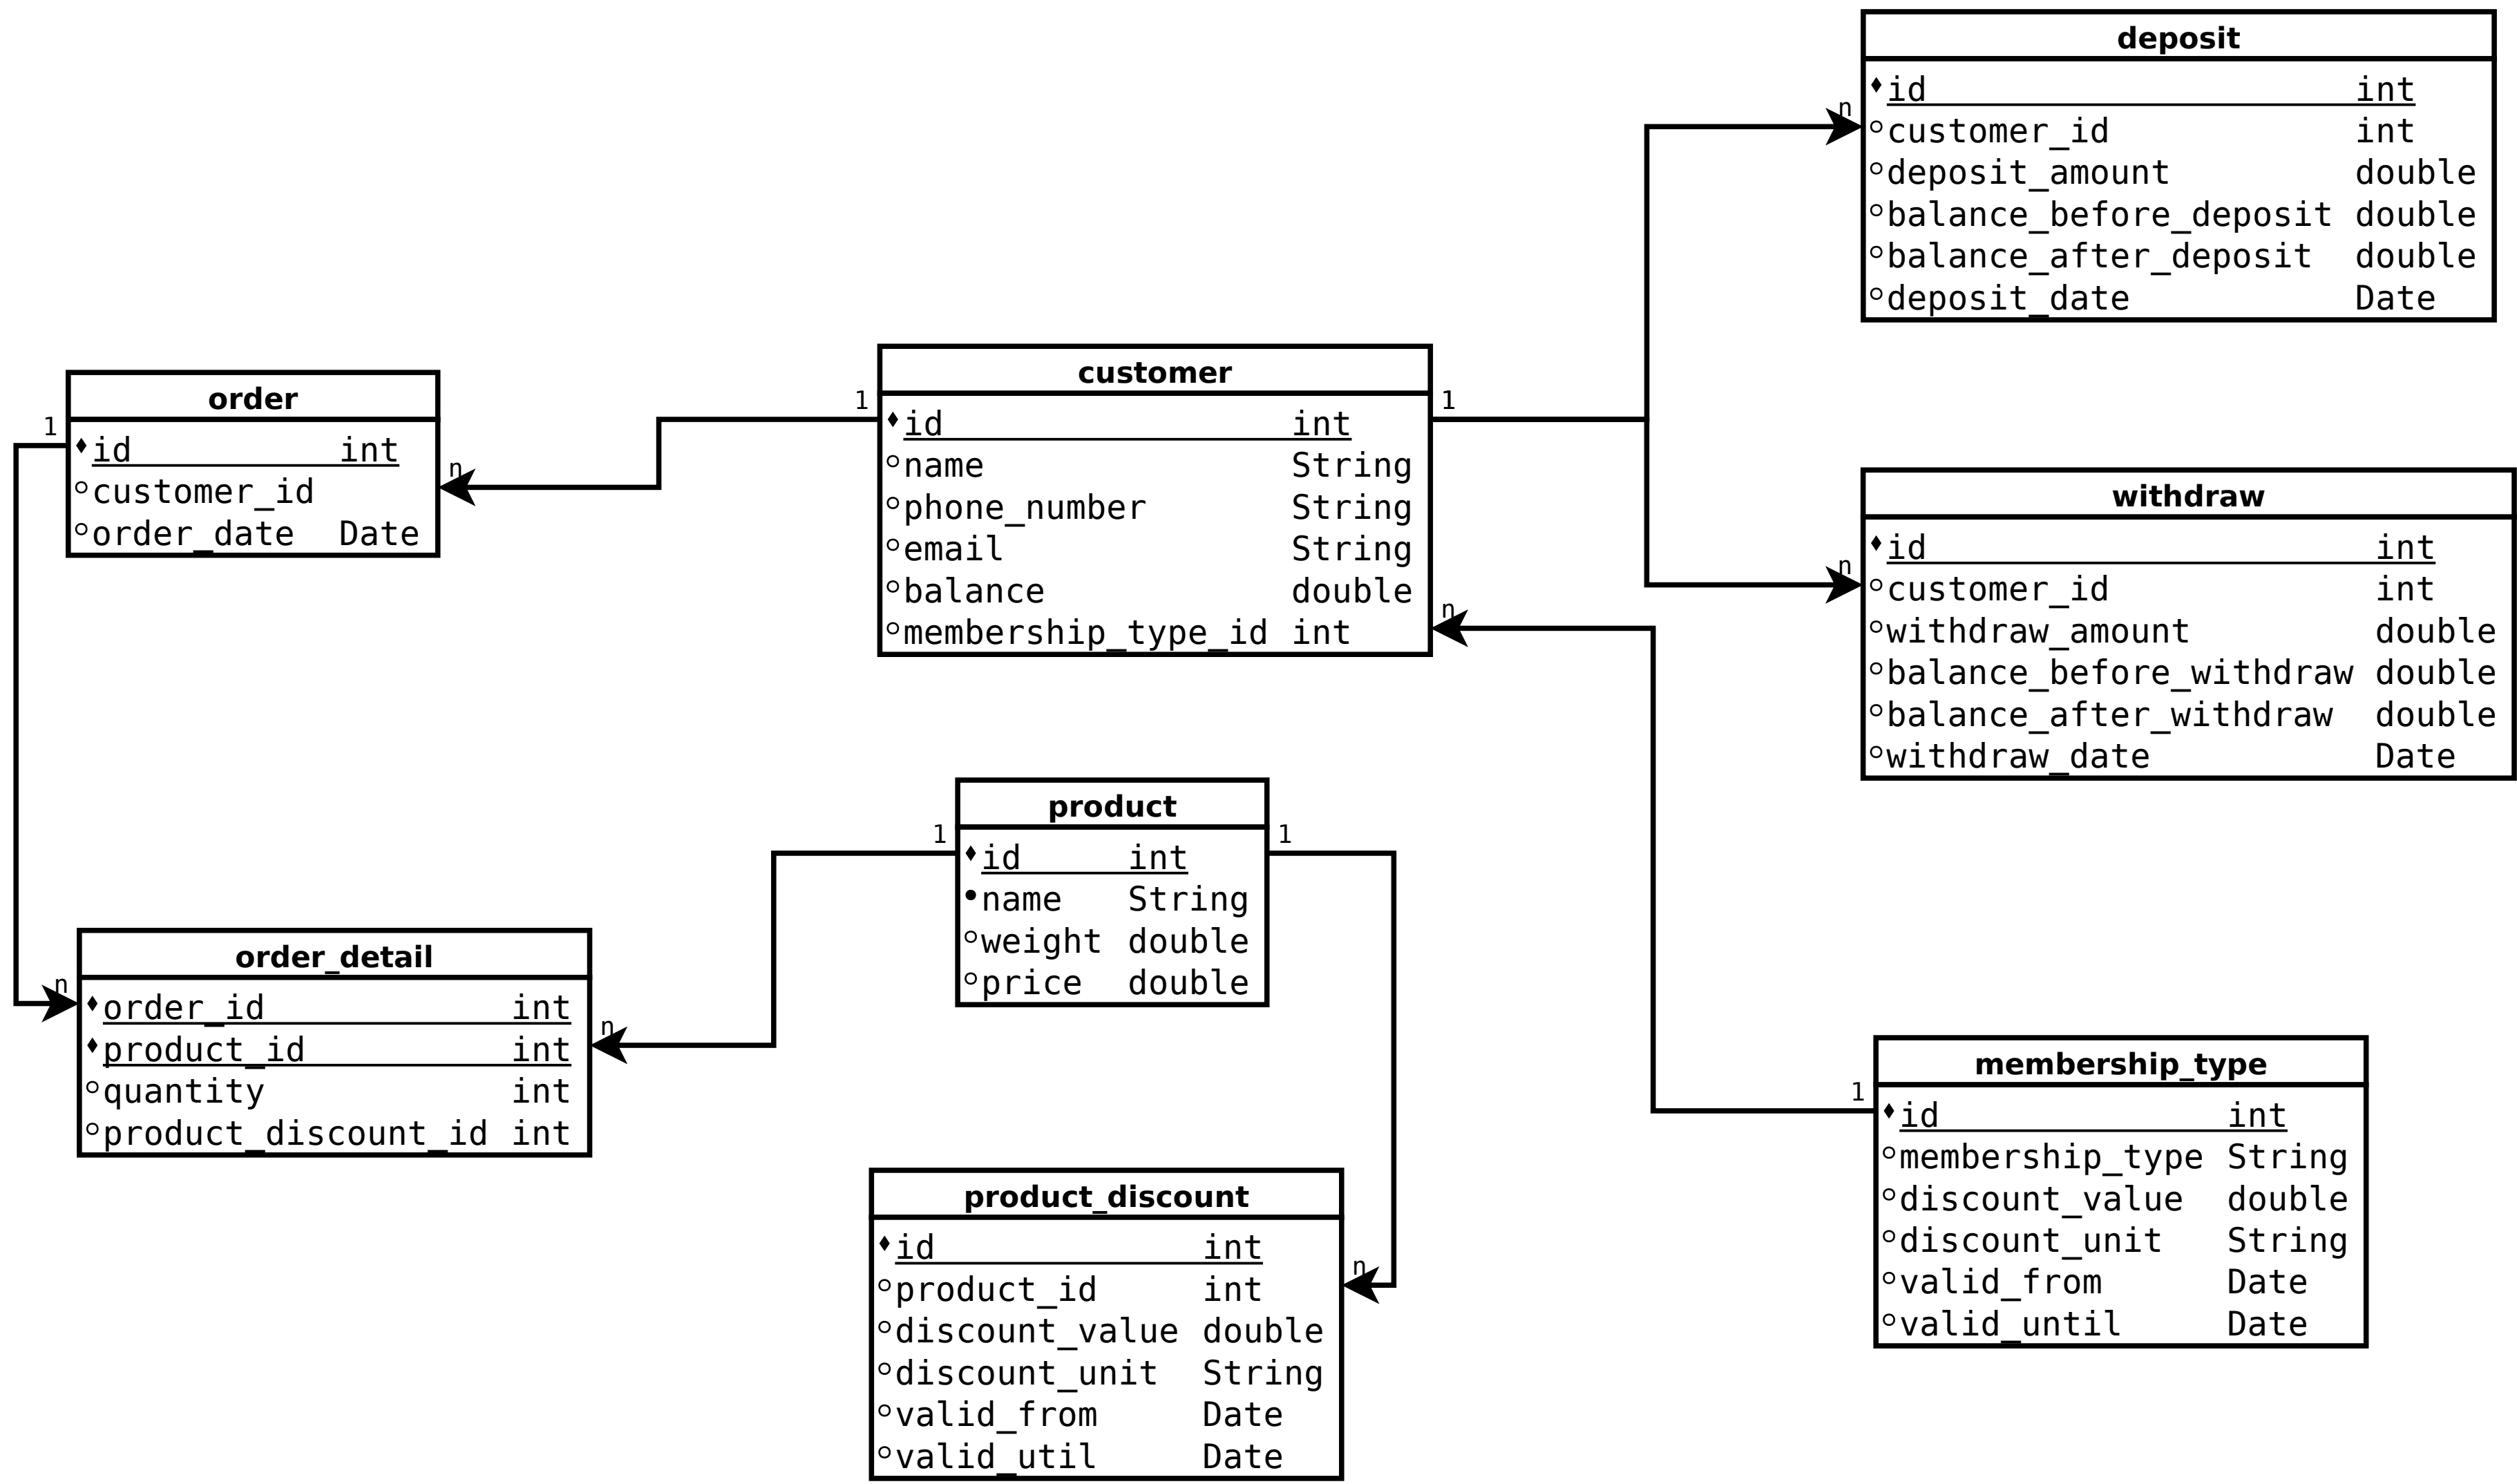 deposit
id int
customer_id int
deposit_amount double
balance_before_deposit double
balance_after_deposit double
deposit_date Date
n
customer
id int
name String
phone_number String
email String
balance double
membership_type_id int
1
1
n
order
id int
customer_id
order_date Date
1
n
withdraw
id int
customer_id int
withdraw_amount double
balance_before_withdraw double
balance_after_withdraw double
withdraw_date Date
n
product
id int
name String
weight double
price double
1
1
order_detail
order_id int
product_id int
quantity int
product_discount_id int
n
n
membership_type
id int
membership_type String
discount_value double
discount_unit String
valid_from Date
valid_until Date
1
product_discount
id int
product_id int
discount_value double
discount_unit String
valid_from Date
valid_util Date
n